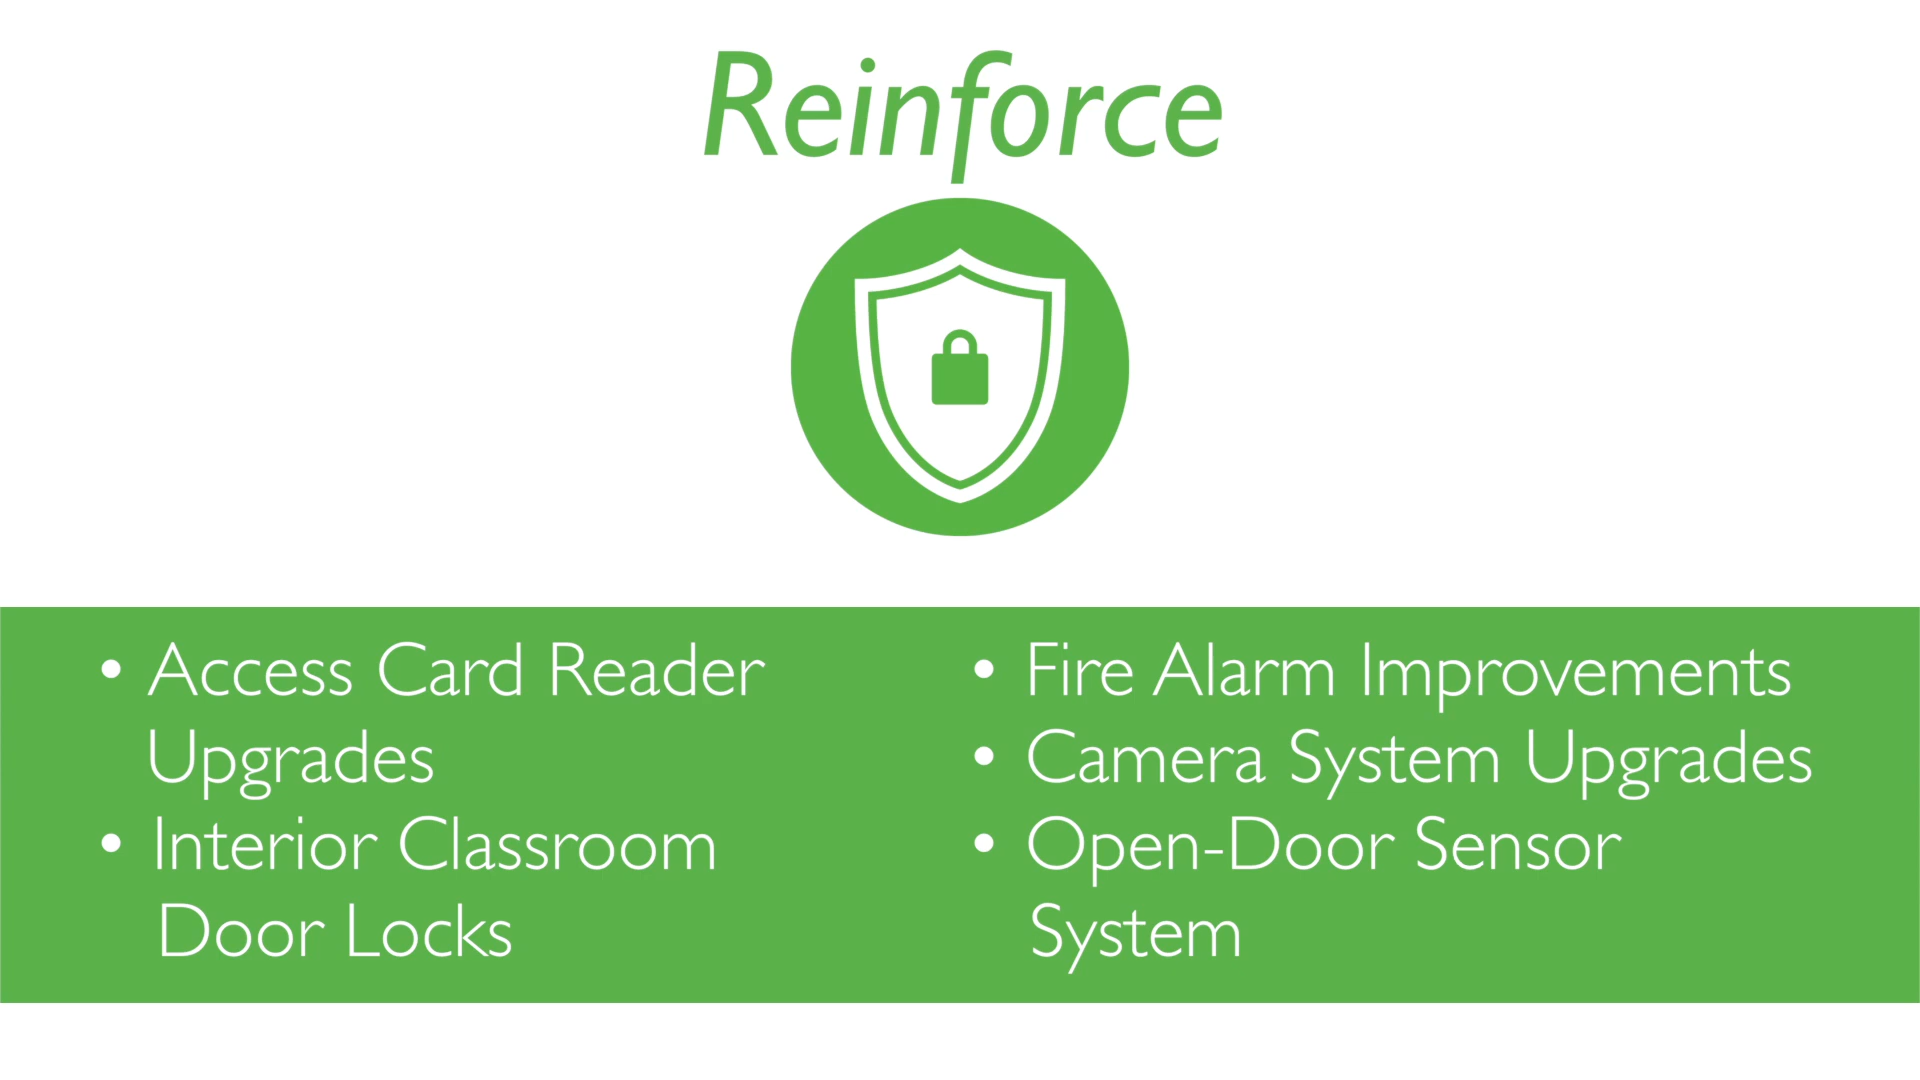 Reinforce
• Access Card Reader
Upgrades
• Interior Classroom
Door Locks
• Fire Alarm Improvements
• Camera System Upgrades
• Open-Door Sensor
System